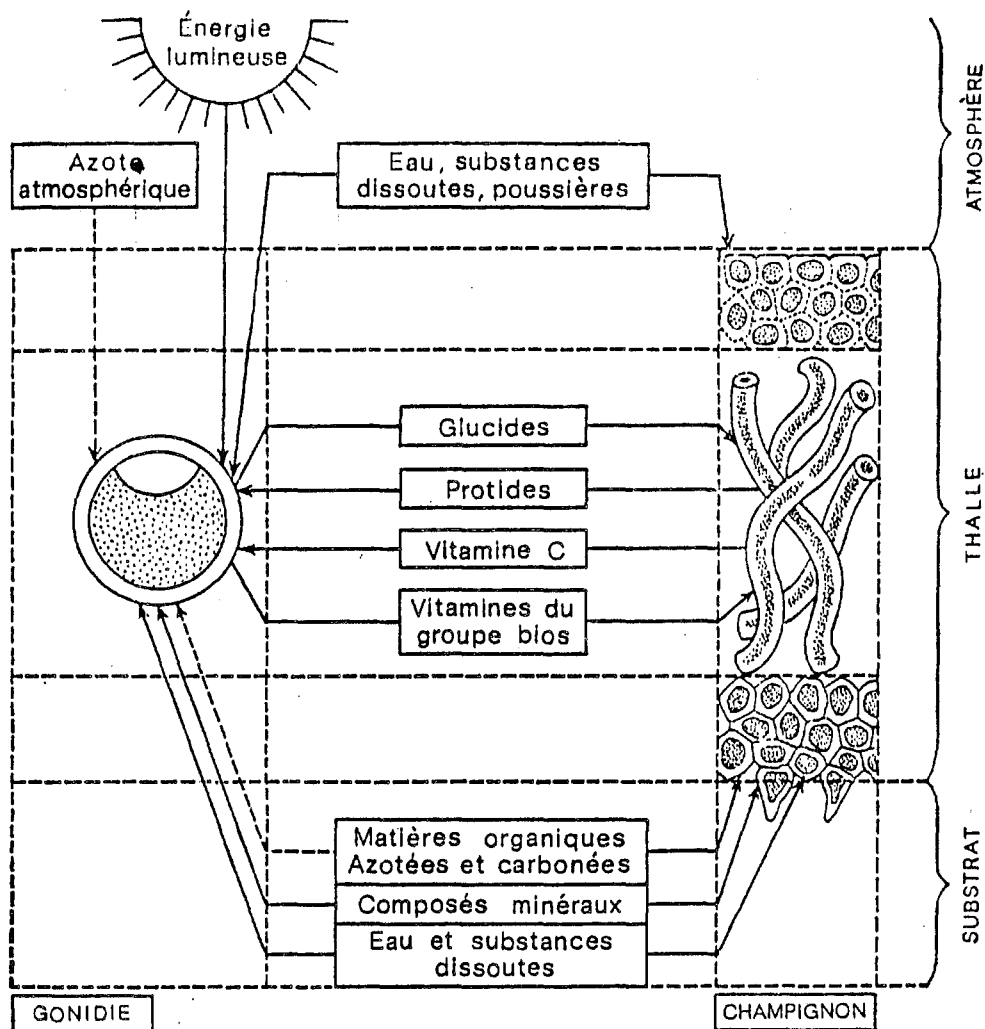 Énergie
lumineuse
Azote
atmosphérique
Eau, substances
dissoutes, poussières
ATMOSPHÈRE
Glucides
Protides
Vitamine C
Vitamines du
groupe bios
THALLE
Matières organiques
Azotées et carbonées
Composés minéraux
Eau et substances
dissoutes
SUBSTRAT
GONIDIE
CHAMPIGNON